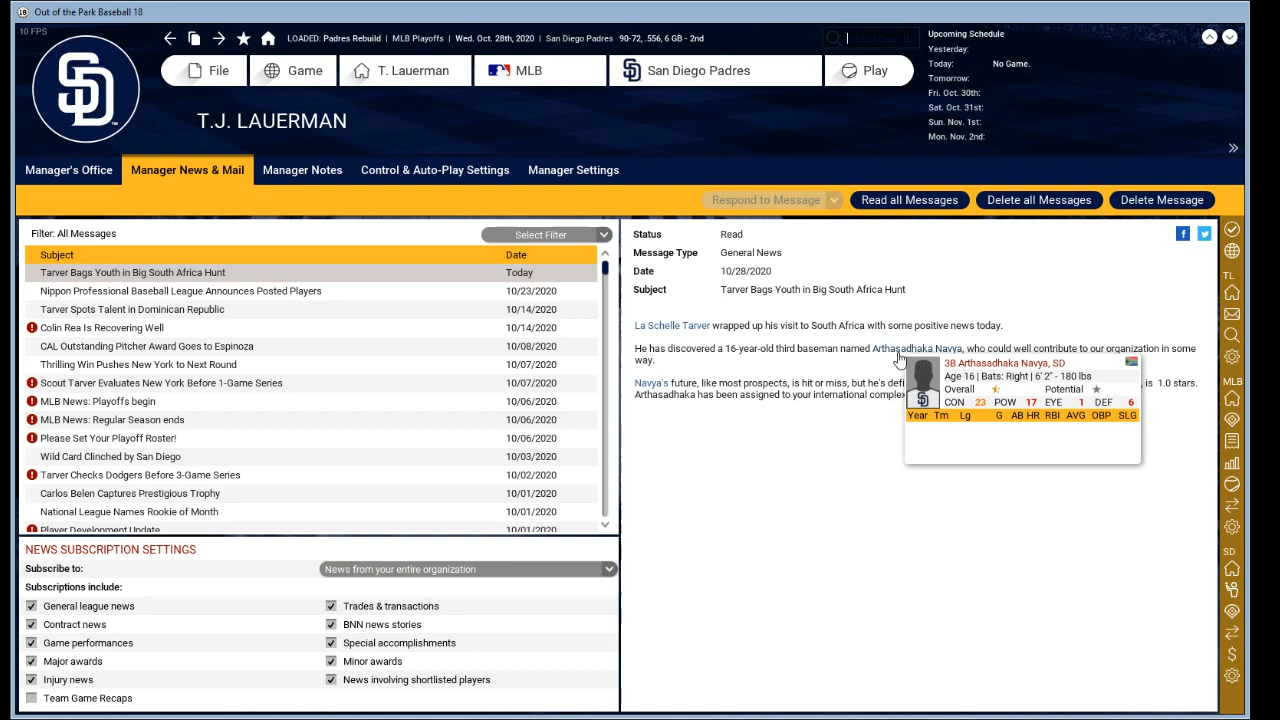 Out of the Park Baseball 18
10 FPS
LOADED: Padres Rebuild | MLB Playoffs | Wed. Oct. 28th, 2020 | San Diego Padres 90-72, .556, 6 GB - 2nd
File
Game
T. Lauerman
MLB
San Diego Padres
Play
Upcoming Schedule
Yesterday:
Today: No Game.
Tomorrow:
Fri. Oct. 30th:
Sat. Oct. 31st:
Sun. Nov. 1st:
Mon. Nov. 2nd:
SD
T.J. LAUERMAN
Manager's Office
Manager News & Mail
Manager Notes
Control & Auto-Play Settings
Manager Settings
Respond to Message
Read all Messages
Delete all Messages
Delete Message
Filter: All Messages
Select Filter
Subject Date
Tarver Bags Youth in Big South Africa Hunt Today
Nippon Professional Baseball League Announces Posted Players 10/23/2020
Tarver Spots Talent in Dominican Republic 10/14/2020
Colin Rea Is Recovering Well 10/14/2020
CAL Outstanding Pitcher Award Goes to Espinoza 10/08/2020
Thrilling Win Pushes New York to Next Round 10/07/2020
Scout Tarver Evaluates New York Before 1-Game Series 10/07/2020
MLB News: Playoffs begin 10/06/2020
MLB News: Regular Season ends 10/06/2020
Please Set Your Playoff Roster! 10/06/2020
Wild Card Clinched by San Diego 10/03/2020
Tarver Checks Dodgers Before 3-Game Series 10/02/2020
Carlos Belen Captures Prestigious Trophy 10/01/2020
National League Names Rookie of Month 10/01/2020
Player Development Update 10/01/2020
NEWS SUBSCRIPTION SETTINGS
Subscribe to: News from your entire organization
Subscriptions include:
General league news Trades & transactions
Contract news BNN news stories
Game performances Special accomplishments
Major awards Minor awards
Injury news News involving shortlisted players
Team Game Recaps
Status Read
Message Type General News
Date 10/28/2020
Subject Tarver Bags Youth in Big South Africa Hunt
La Schelle Tarver wrapped up his visit to South Africa with some positive news today.
He has discovered a 16-year-old third baseman named Arthasadhaka Navya, who could well contribute to our organization in some
way.
Navya's future, like most prospects, is hit or miss, but he's defi , is 1.0 stars.
Arthasadhaka has been assigned to your international complex
3B Arthasadhaka Navya, SD
Age 16 | Bats: Right | 6' 2" - 180 lbs
Overall Potential
CON 23 POW 17 EYE 1 DEF 6
Year Tm Lg G AB HR RBI AVG OBP SLG
TL
MLB
SD